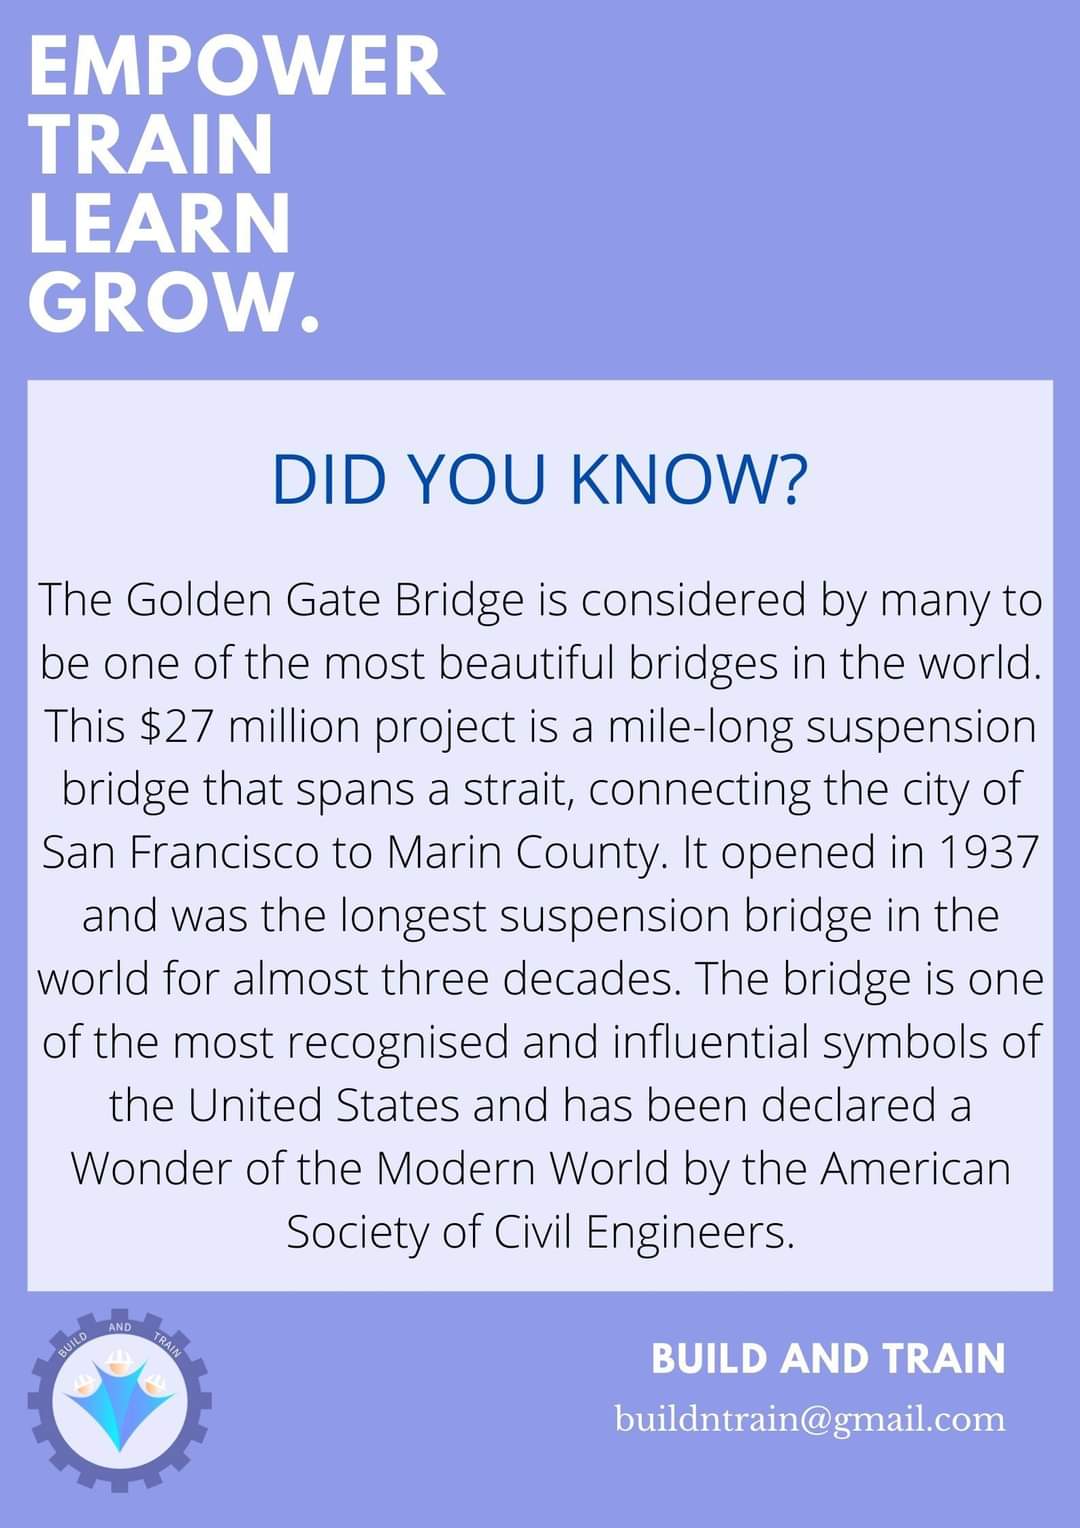 EMPOWER
TRAIN
LEARN
GROW.
DID YOU KNOW?
The Golden Gate Bridge is considered by many to
be one of the most beautiful bridges in the world.
This $27 million project is a mile-long suspension
bridge that spans a strait, connecting the city of
San Francisco to Marin County. It opened in 1937
and was the longest suspension bridge in the
world for almost three decades. The bridge is one
of the most recognised and influential symbols of
the United States and has been declared a
Wonder of the Modern World by the American
Society of Civil Engineers.
BUILD AND TRAIN
BUILD AND TRAIN
buildntrain@gmail.com